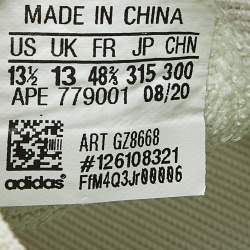 MADE IN CHINA
US UK FR JP CHN
13½ 13 48⅔ 315 300
APE 779001 08/20
ART GZ8668
#126108321
adidas FfM4Q3Jr00006